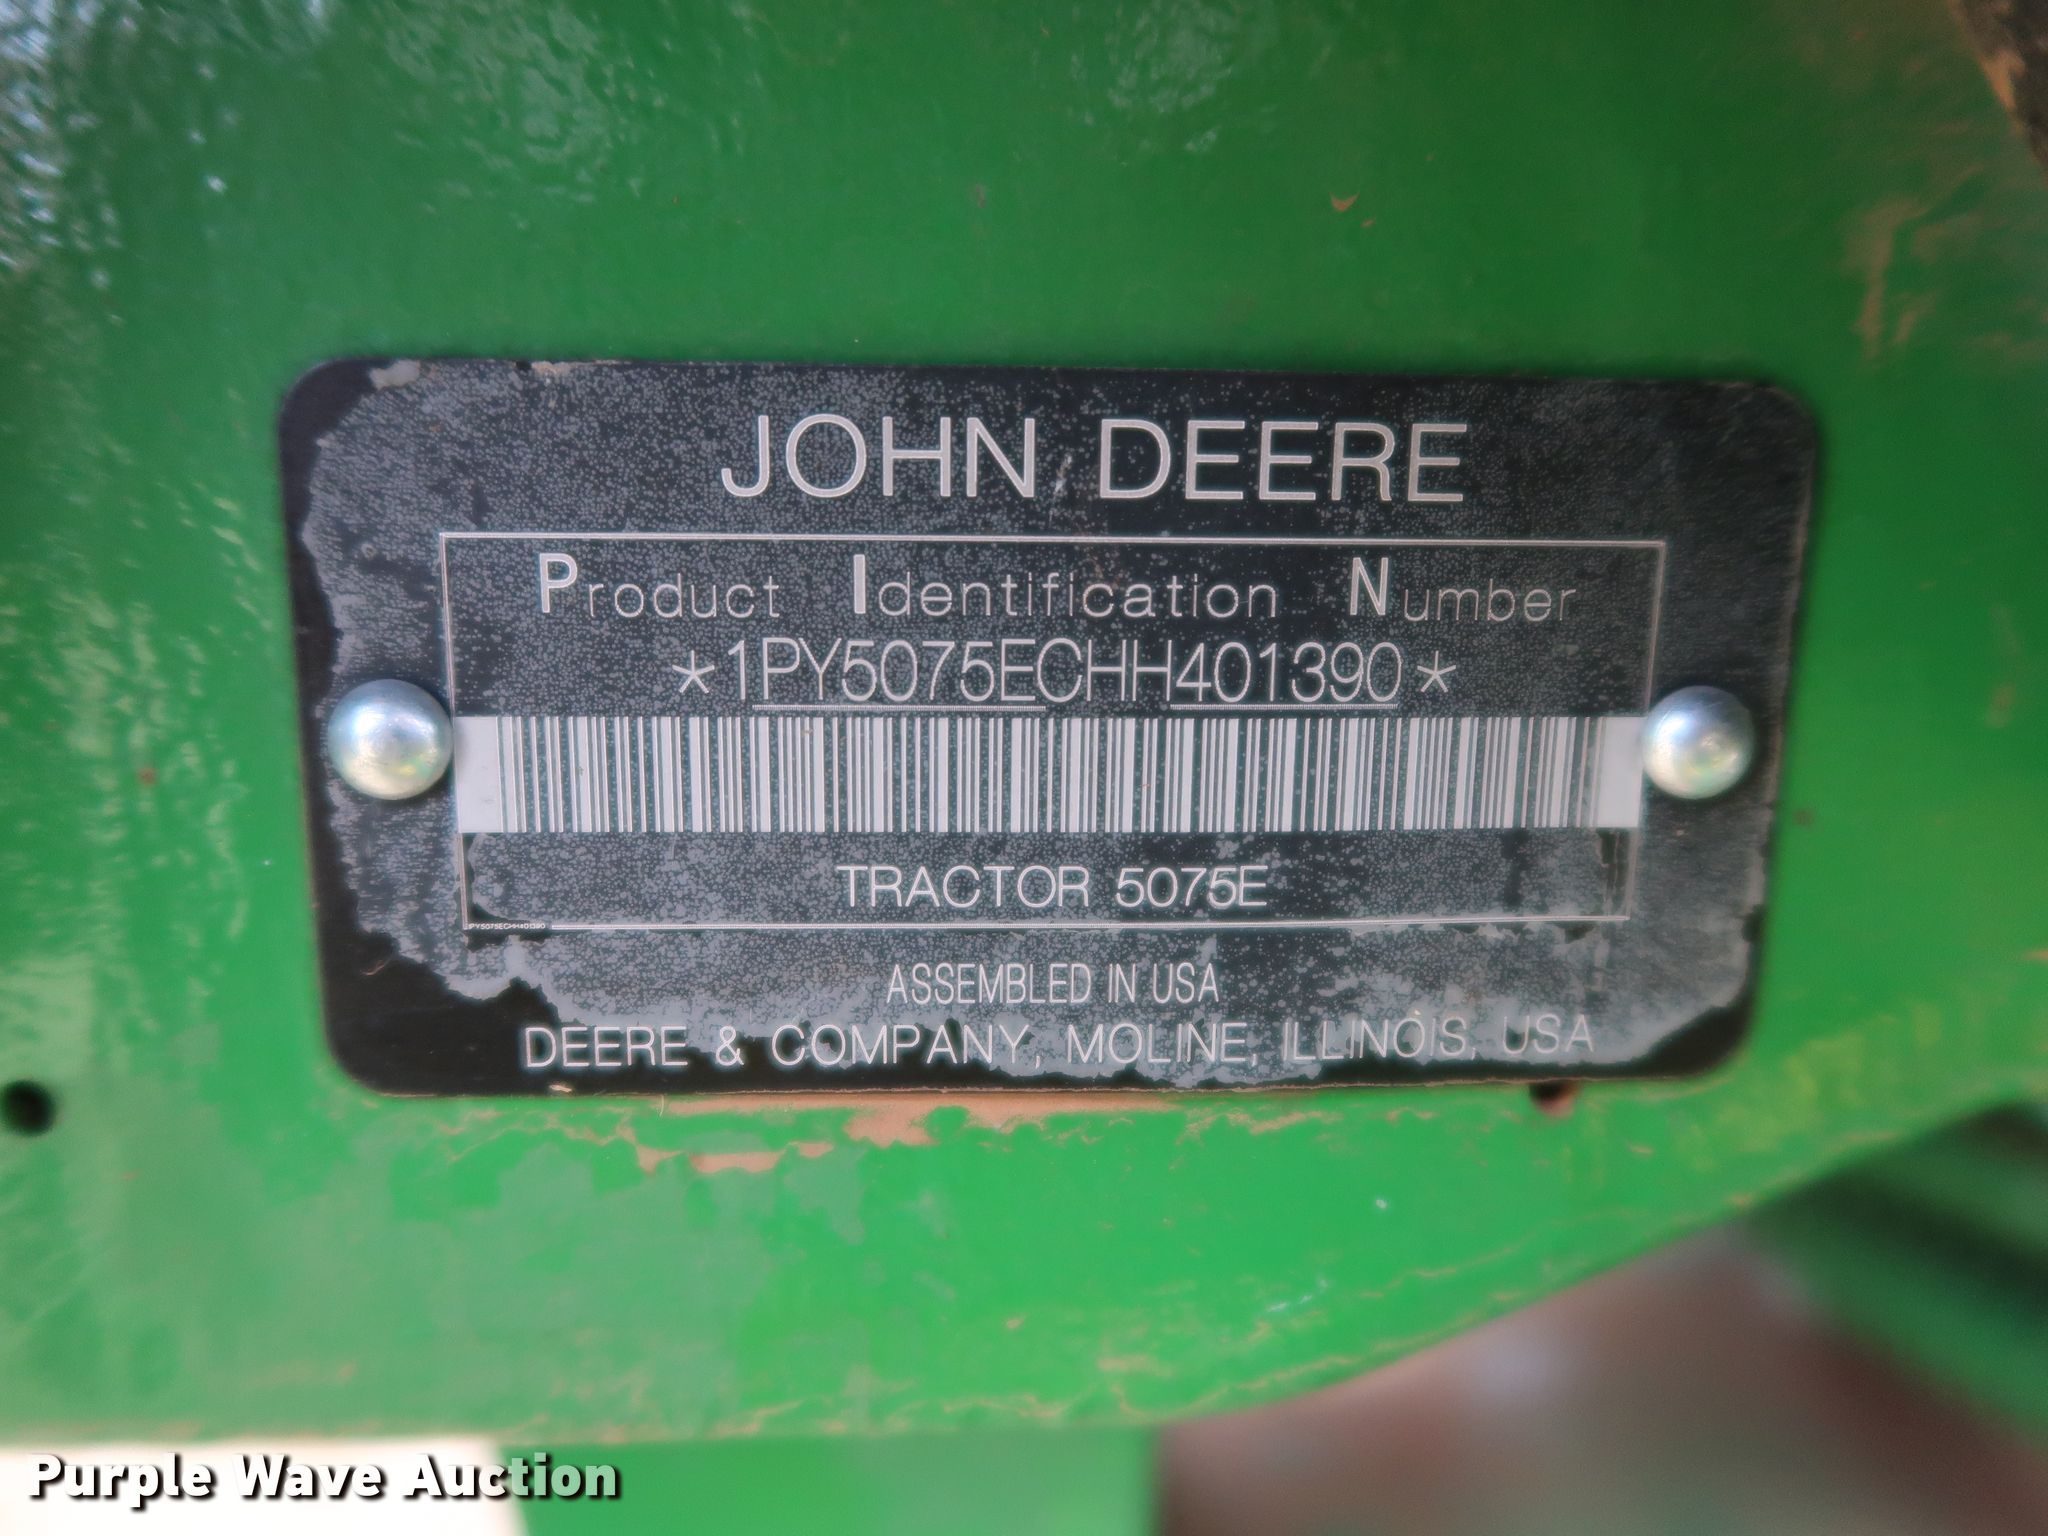 JOHN DEERE
Product Identification Number
*1PY5075ECHH401390*
TRACTOR 5075E
1PY5075ECHH401390
ASSEMBLED IN USA
DEERE & COMPANY, MOLINE, ILLINOIS, USA
Purple Wave Auction